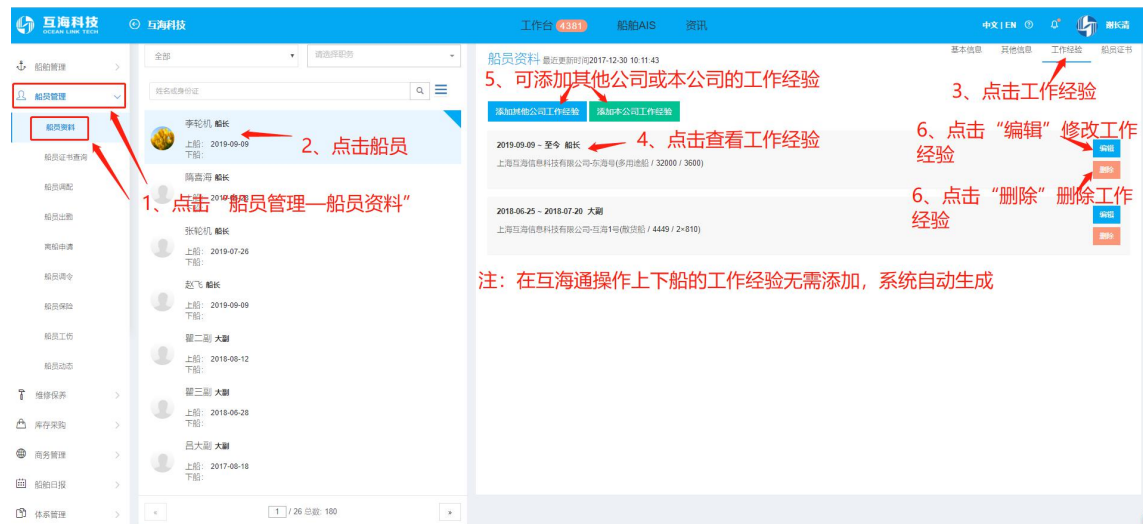 互海科技
OCEAN LINK TECH
互海科技
工作台 4381 船舶AIS 资讯
中文 | EN
谢长清
船舶管理
船员管理
船员资料
船员证书查询
船员调配
船员出勤
离船申请
船员调令
船员保险
船员工伤
船员动态
维修保养
库存采购
商务管理
船舶日报
体系管理
全部
请选择职务
姓名或身份证
李轮机 船长
上船: 2019-09-09
下船:
隋喜海 船长
张轮机 船长
上船: 2019-07-26
下船:
赵飞 船长
上船: 2019-09-09
下船:
瞿二副 大副
上船: 2018-08-12
下船:
瞿三副 大副
上船: 2018-06-28
下船:
吕大副 大副
上船: 2017-08-18
下船:
« 1 / 26 总数: 180 »
船员资料 最近更新时间2017-12-30 10:11:43
基本信息 其他信息 工作经验 船员证书
添加其他公司工作经验 添加本公司工作经验
2019-09-09 ~ 至今 船长
上海互海信息科技有限公司-东海号(多用途船 / 32000 / 3600)
编辑
删除
2018-06-25 ~ 2018-07-20 大副
上海互海信息科技有限公司-互海1号(散货船 / 4449 / 2×810)
编辑
删除
1、点击“船员管理—船员资料”
2、点击船员
3、点击工作经验
4、点击查看工作经验
5、可添加其他公司或本公司的工作经验
6、点击“编辑”修改工作
经验
6、点击“删除”删除工作
经验
注：在互海通操作上下船的工作经验无需添加，系统自动生成